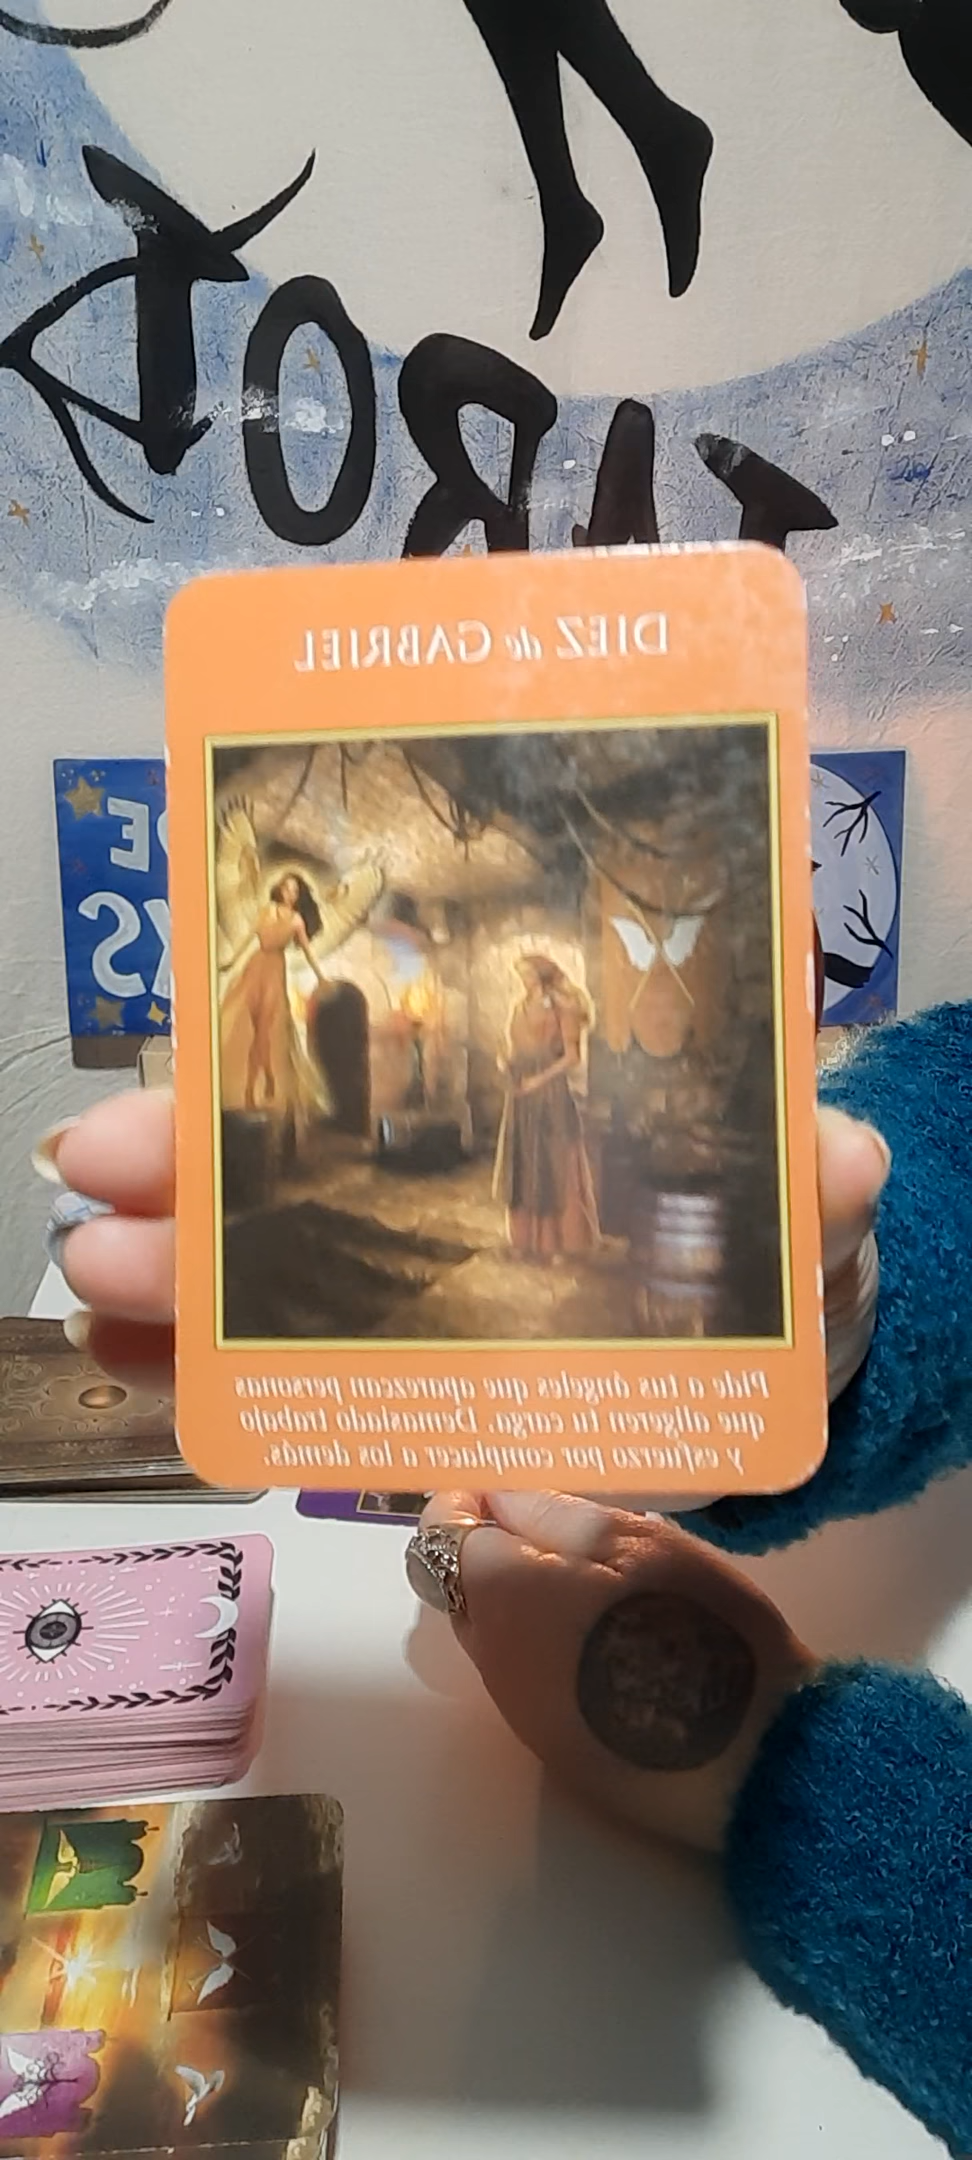 TAROT
DIEZ de GABRIEL
Pide a tus ángeles que aparezcan personas
que aligeren tu carga. Demasiado trabajo
y esfuerzo por complacer a los demás.